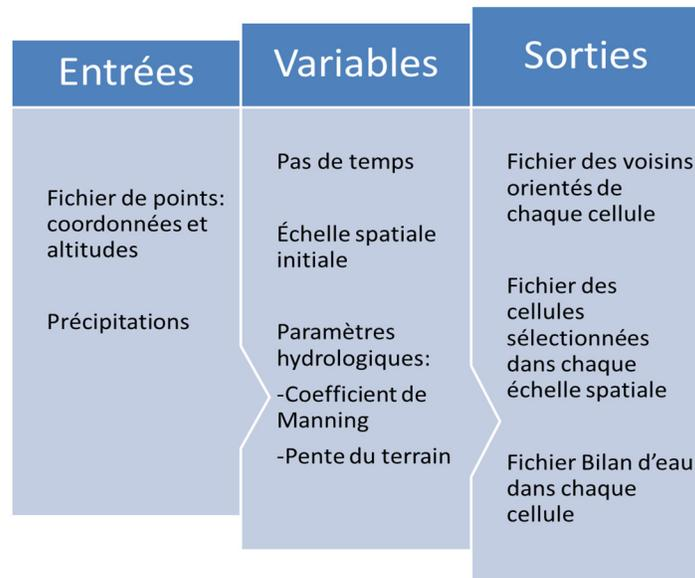 Entrées
Fichier de points:
coordonnées et
altitudes
Précipitations
Variables
Pas de temps
Échelle spatiale
initiale
Paramètres
hydrologiques:
-Coefficient de
Manning
-Pente du terrain
Sorties
Fichier des voisins
orientés de
chaque cellule
Fichier des
cellules
sélectionnées
dans chaque
échelle spatiale
Fichier Bilan d’eau
dans chaque
cellule